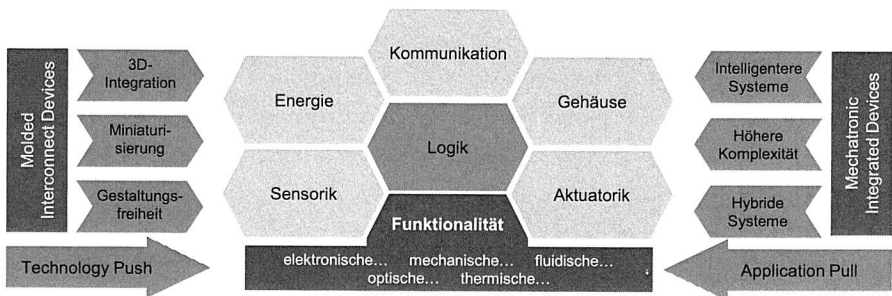 Molded
Interconnect Devices
3D-
Integration
Miniaturi-
sierung
Gestaltungs-
freiheit
Technology Push
Kommunikation
Energie
Gehäuse
Logik
Sensorik
Aktuatorik
Funktionalität
elektronische... mechanische... fluidische...
optische... thermische...
Intelligentere
Systeme
Höhere
Komplexität
Hybride
Systeme
Mechatronic
Integrated Devices
Application Pull